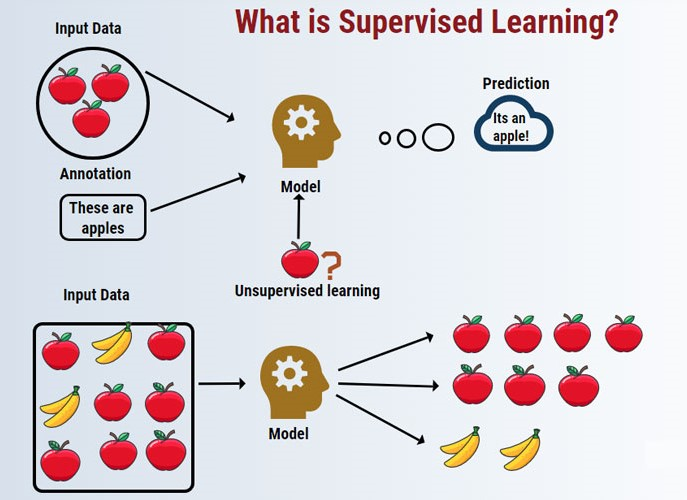 What is Supervised Learning?
Input Data
Prediction
Its an
apple!
Annotation
These are
apples
Model
?
Unsupervised learning
Input Data
Model